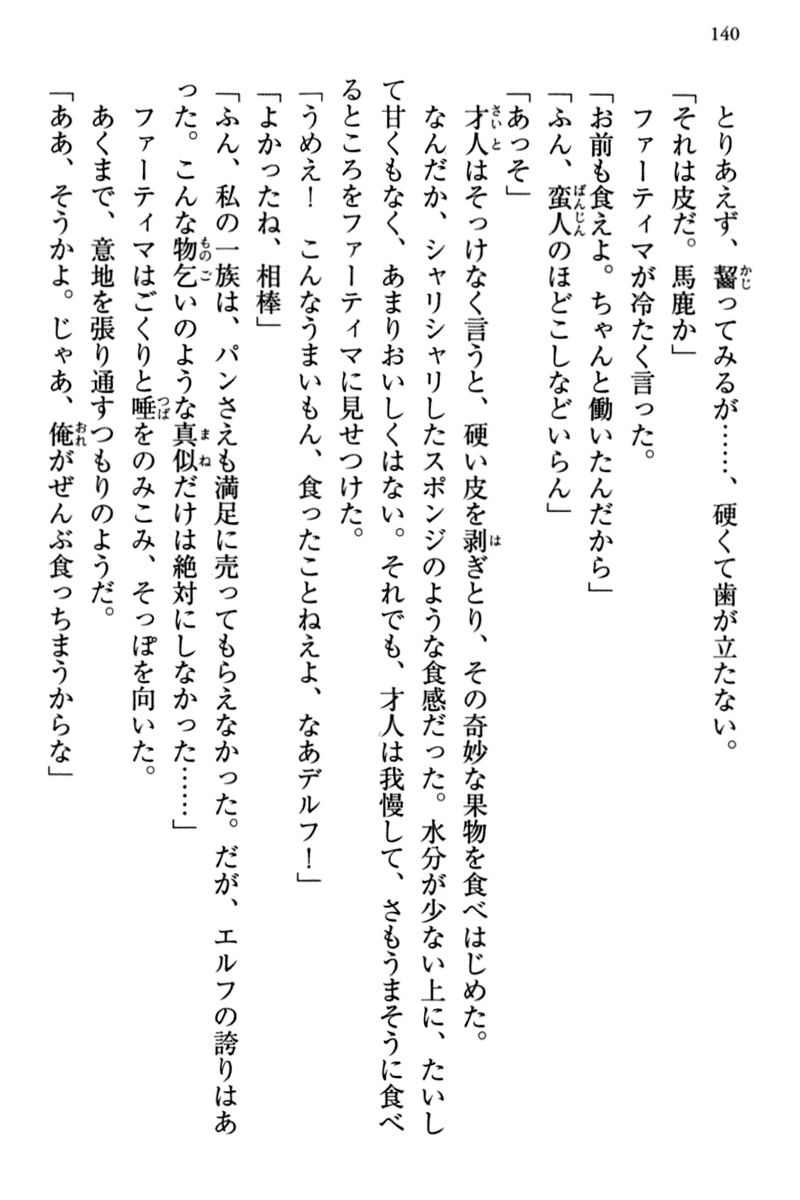 140
とりあえず、齧ってみるが……、硬くて歯が立たない。
「それは皮だ。馬鹿か」
ファーティマが冷たく言った。
「お前も食えよ。ちゃんと働いたんだから」
「ふん、蛮人のほどこしなどいらん」
「あっそ」
才人はそっけなく言うと、硬い皮を剥ぎとり、その奇妙な果物を食べはじめた。
なんだか、シャリシャリしたスポンジのような食感だった。水分が少ない上に、たいし
て甘くもなく、あまりおいしくはない。それでも、才人は我慢して、さもうまそうに食べ
るところをファーティマに見せつけた。
「うめえ！　こんなうまいもん、食ったことねえよ、なあデルフ！」
「よかったね、相棒」
「ふん、私の一族は、パンさえも満足に売ってもらえなかった。だが、エルフの誇りはあ
った。こんな物乞いのような真似だけは絶対にしなかった……」
ファーティマはごくりと唾をのみこみ、そっぽを向いた。
あくまで、意地を張り通すつもりのようだ。
「ああ、そうかよ。じゃあ、俺がぜんぶ食っちまうからな」